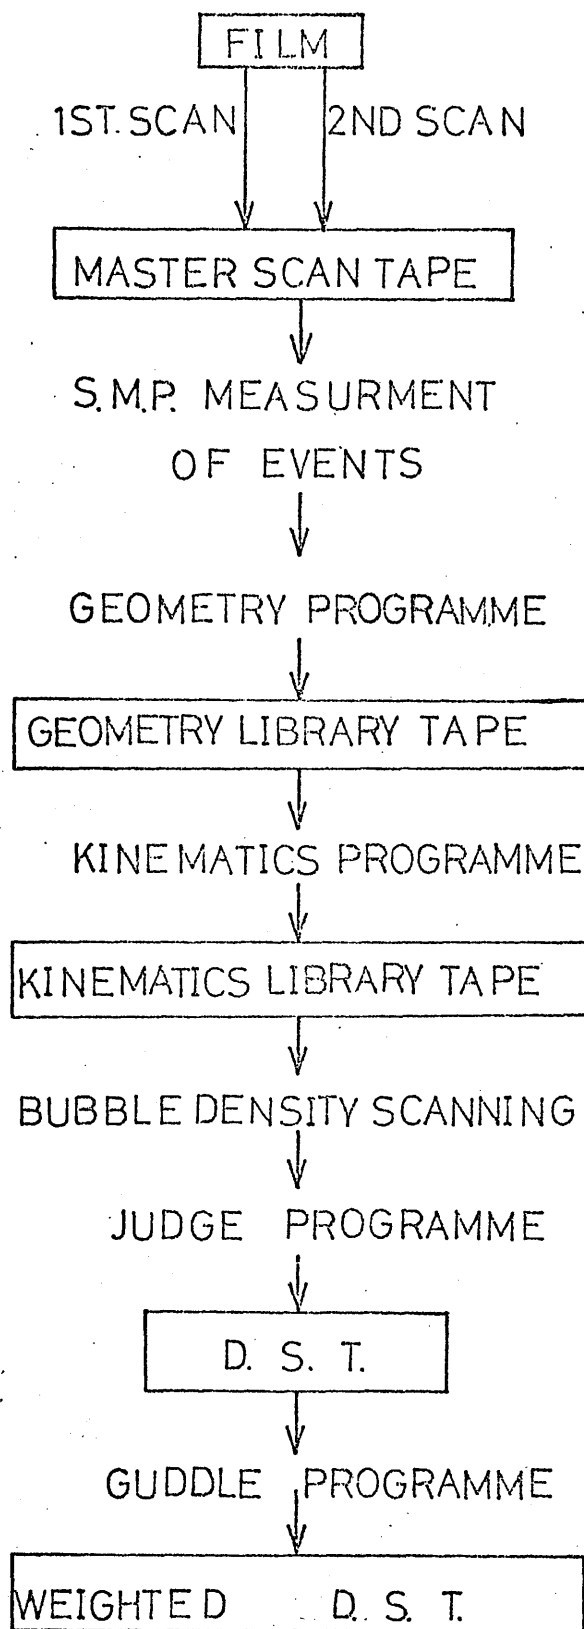 FILM
1ST. SCAN 2ND SCAN
MASTER SCAN TAPE
S.M.P. MEASURMENT
OF EVENTS
GEOMETRY PROGRAMME
GEOMETRY LIBRARY TAPE
KINEMATICS PROGRAMME
KINEMATICS LIBRARY TAPE
BUBBLE DENSITY SCANNING
JUDGE PROGRAMME
D. S. T.
GUDDLE PROGRAMME
WEIGHTED D. S. T.